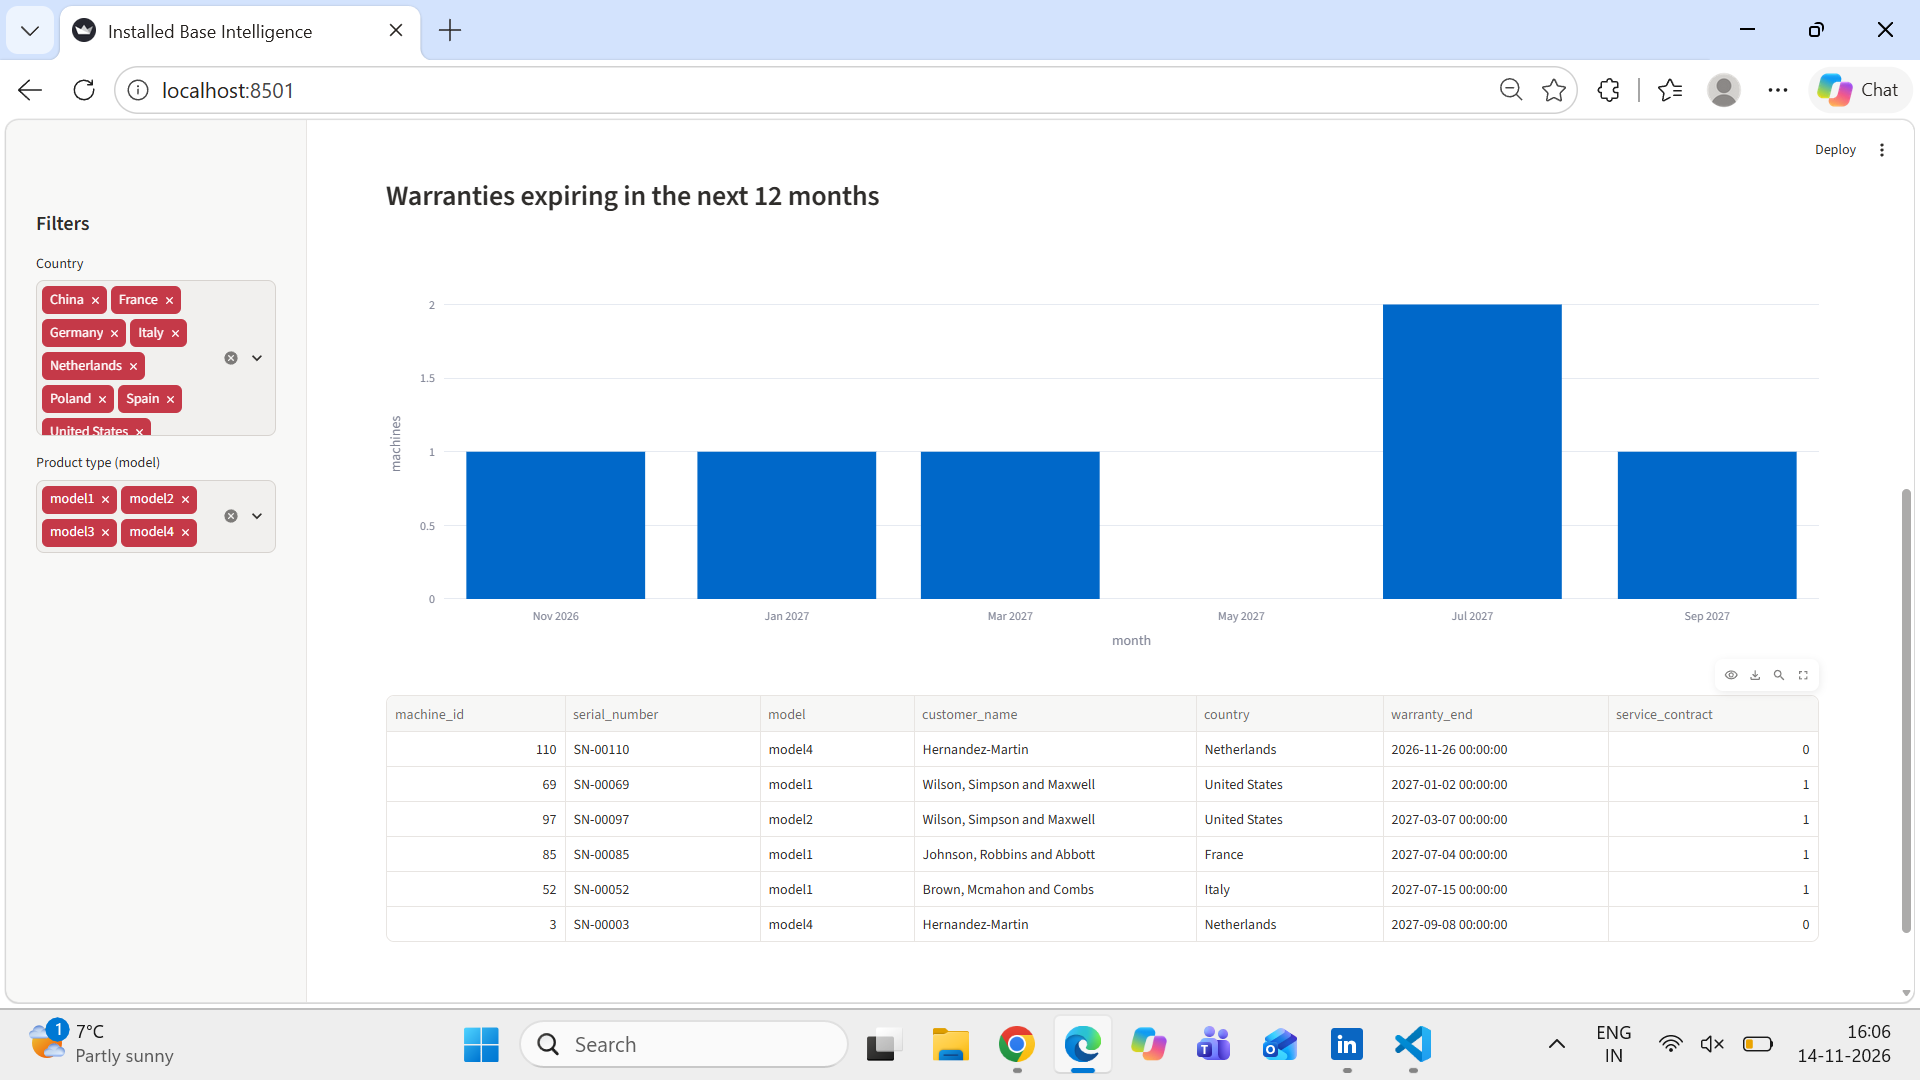 Installed Base Intelligence
localhost:8501
Chat
Deploy
Filters
Country
China × France ×
Germany × Italy ×
Netherlands ×
Poland × Spain ×
United States ×
Product type (model)
model1 × model2 ×
model3 × model4 ×
Warranties expiring in the next 12 months
2
1.5
1
0.5
0
machines
Nov 2026 Jan 2027 Mar 2027 May 2027 Jul 2027 Sep 2027
month
machine_id serial_number model customer_name country warranty_end service_contract
110 SN-00110 model4 Hernandez-Martin Netherlands 2026-11-26 00:00:00 0
69 SN-00069 model1 Wilson, Simpson and Maxwell United States 2027-01-02 00:00:00 1
97 SN-00097 model2 Wilson, Simpson and Maxwell United States 2027-03-07 00:00:00 1
85 SN-00085 model1 Johnson, Robbins and Abbott France 2027-07-04 00:00:00 1
52 SN-00052 model1 Brown, Mcmahon and Combs Italy 2027-07-15 00:00:00 1
3 SN-00003 model4 Hernandez-Martin Netherlands 2027-09-08 00:00:00 0
1
7°C
Partly sunny
Search
ENG
IN
16:06
14-11-2026